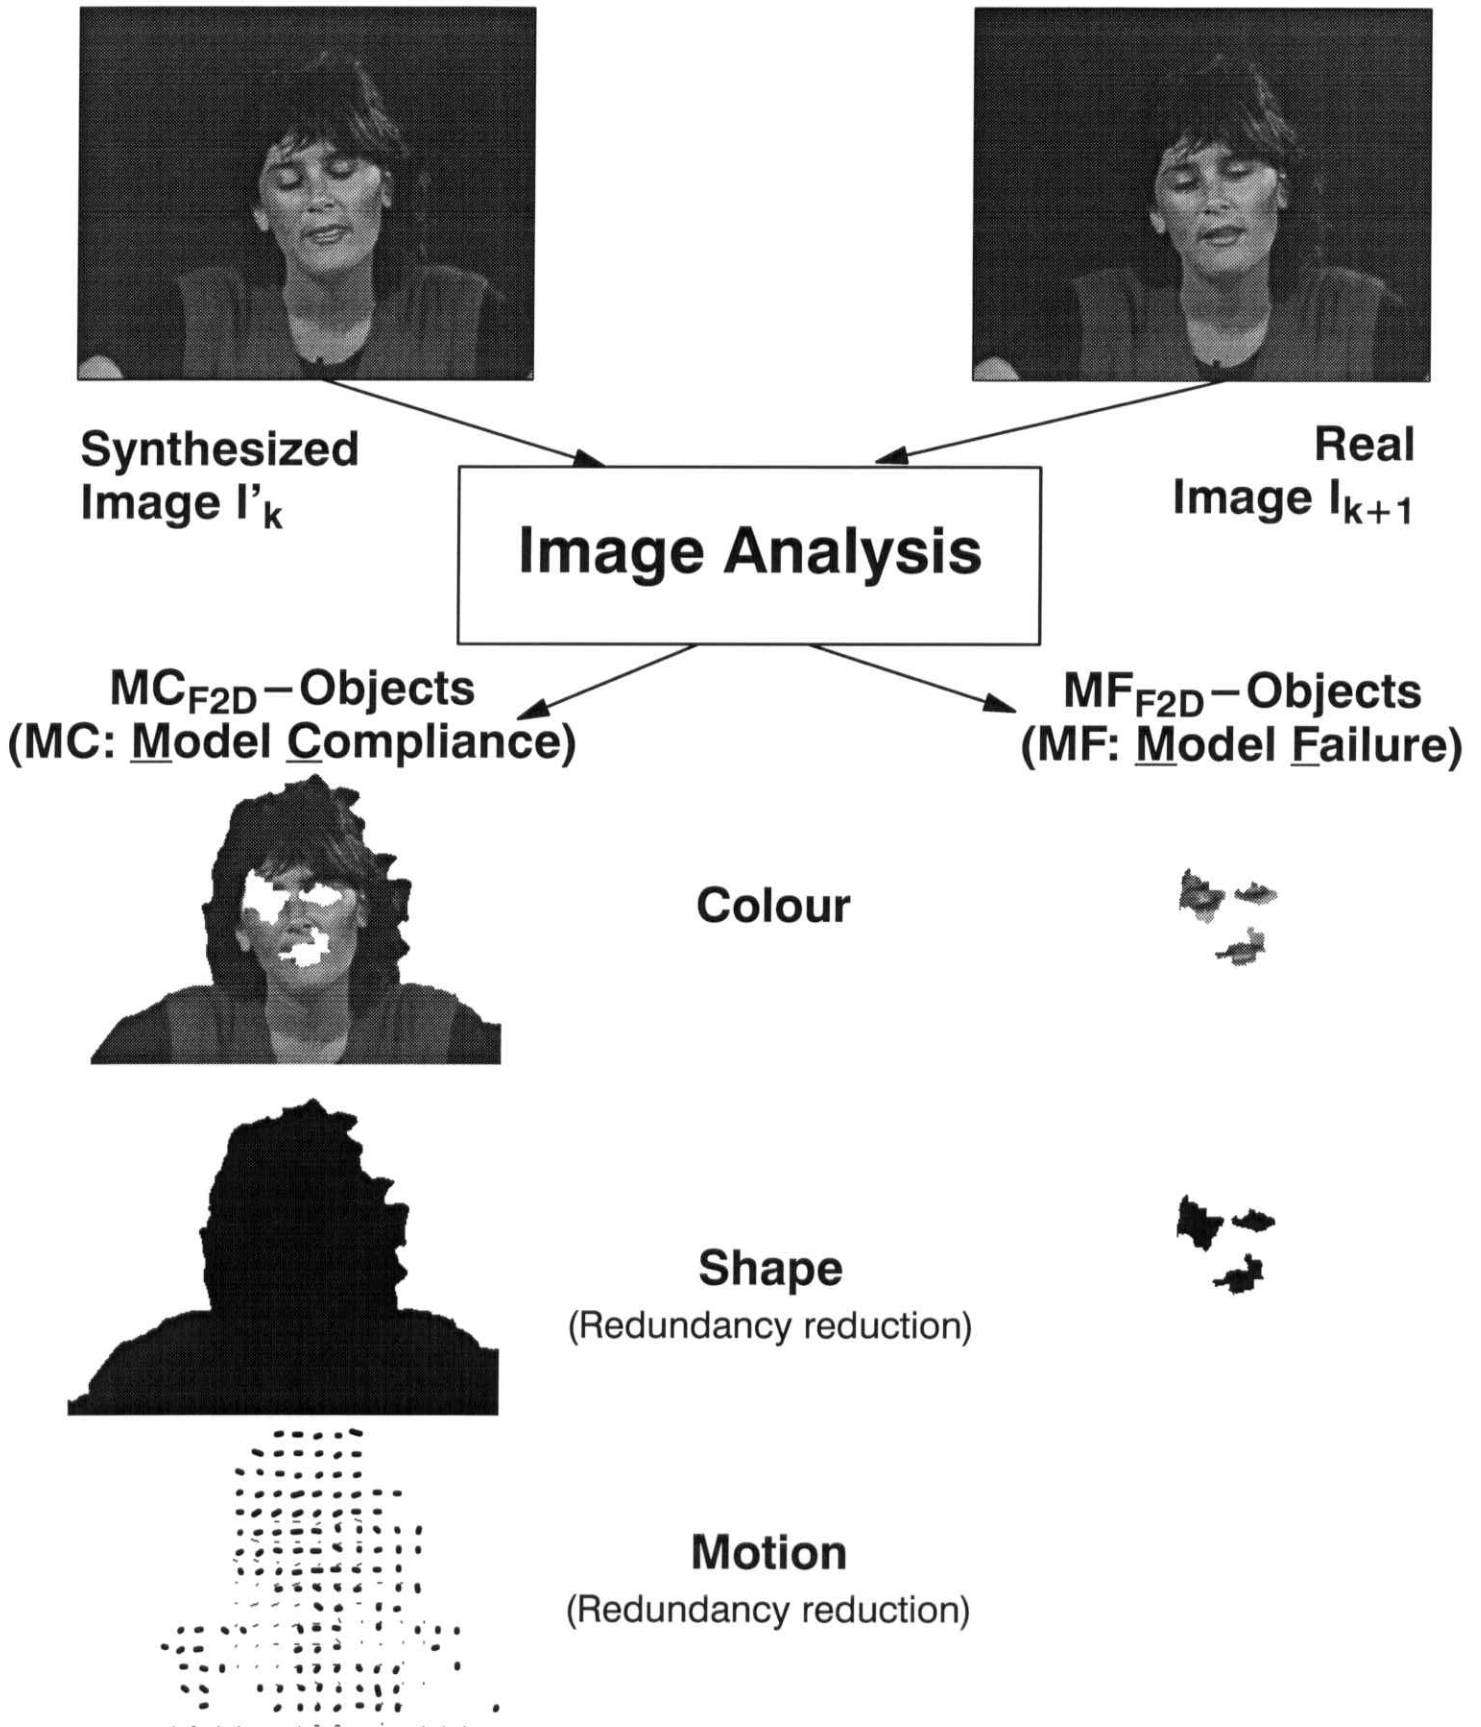 Synthesized
Image I’k
Real
Image Ik+1
Image Analysis
MCF2D–Objects
(MC: Model Compliance)
MFF2D–Objects
(MF: Model Failure)
Colour
Shape
(Redundancy reduction)
Motion
(Redundancy reduction)